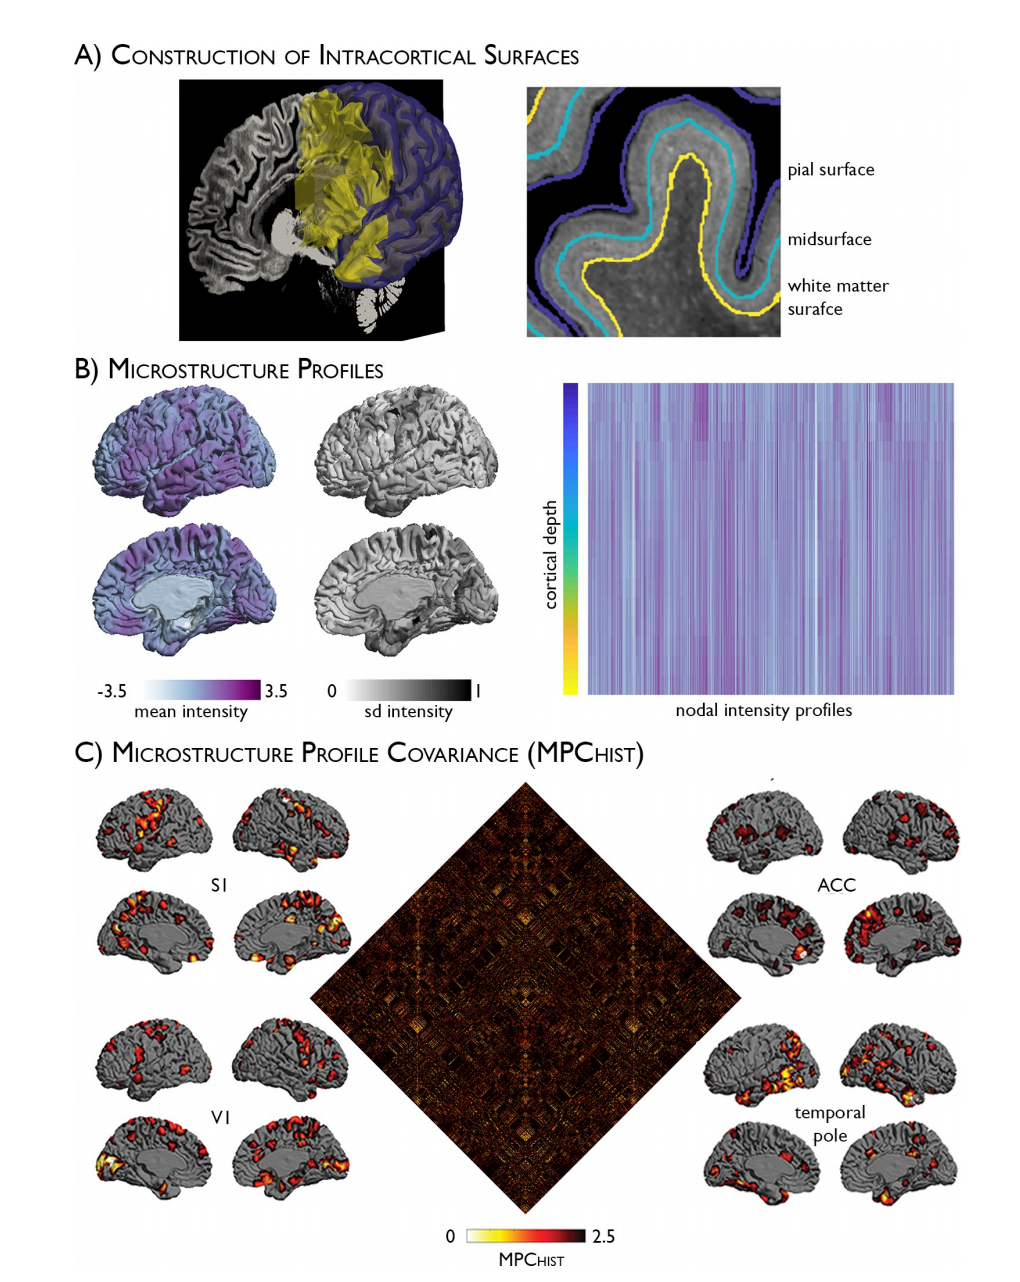 A) Construction of Intracortical Surfaces
pial surface
midsurface
white matter
surafce
B) Microstructure Profiles
cortical depth
-3.5
3.5
mean intensity
0
1
sd intensity
nodal intensity profiles
C) Microstructure Profile Covariance (MPCHIST)
S1
ACC
V1
temporal
pole
0
2.5
MPCHIST